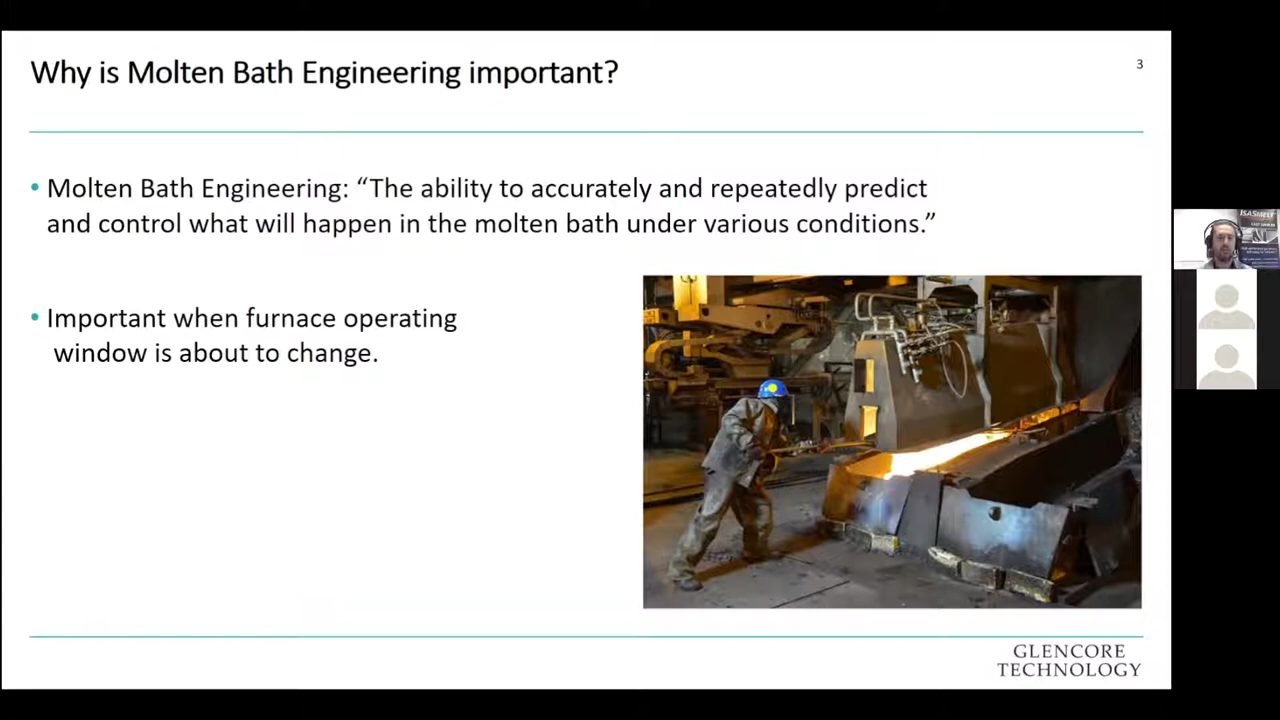 Why is Molten Bath Engineering important?
3
• Molten Bath Engineering: “The ability to accurately and repeatedly predict
and control what will happen in the molten bath under various conditions.”
• Important when furnace operating
window is about to change.
GLENCORE
TECHNOLOGY
ISASMELT